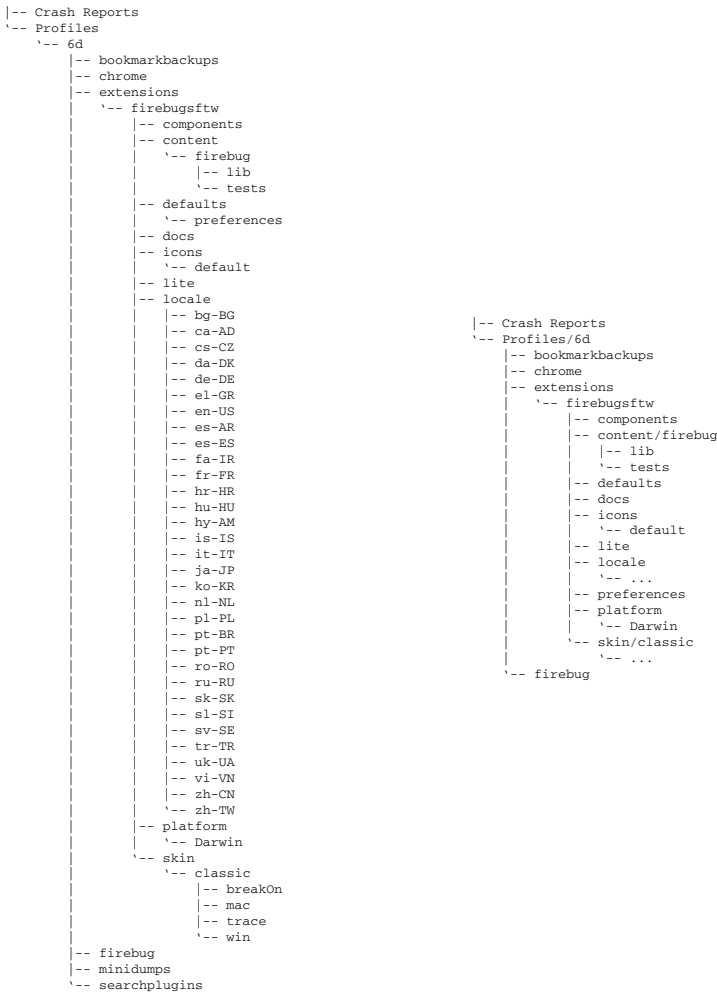 |-- Crash Reports
`-- Profiles
    `-- 6d
        |-- bookmarkbackups
        |-- chrome
        |-- extensions
        |   `-- firebugsftw
        |       |-- components
        |       |-- content
        |       |   `-- firebug
        |       |       |-- lib
        |       |       `-- tests
        |       |-- defaults
        |       |   `-- preferences
        |       |-- docs
        |       |-- icons
        |       |   `-- default
        |       |-- lite
        |       |-- locale
        |       |   |-- bg-BG
        |       |   |-- ca-AD
        |       |   |-- cs-CZ
        |       |   |-- da-DK
        |       |   |-- de-DE
        |       |   |-- el-GR
        |       |   |-- en-US
        |       |   |-- es-AR
        |       |   |-- es-ES
        |       |   |-- fa-IR
        |       |   |-- fr-FR
        |       |   |-- hr-HR
        |       |   |-- hu-HU
        |       |   |-- hy-AM
        |       |   |-- is-IS
        |       |   |-- it-IT
        |       |   |-- ja-JP
        |       |   |-- ko-KR
        |       |   |-- nl-NL
        |       |   |-- pl-PL
        |       |   |-- pt-BR
        |       |   |-- pt-PT
        |       |   |-- ro-RO
        |       |   |-- ru-RU
        |       |   |-- sk-SK
        |       |   |-- sl-SI
        |       |   |-- sv-SE
        |       |   |-- tr-TR
        |       |   |-- uk-UA
        |       |   |-- vi-VN
        |       |   |-- zh-CN
        |       |   `-- zh-TW
        |       |-- platform
        |       |   `-- Darwin
        |       `-- skin
        |           `-- classic
        |               |-- breakOn
        |               |-- mac
        |               |-- trace
        |               `-- win
        |-- firebug
        |-- minidumps
        `-- searchplugins
|-- Crash Reports
`-- Profiles/6d
    |-- bookmarkbackups
    |-- chrome
    |-- extensions
    |   `-- firebugsftw
    |       |-- components
    |       |-- content/firebug
    |       |   |-- lib
    |       |   `-- tests
    |       |-- defaults
    |       |-- docs
    |       |-- icons
    |       |   `-- default
    |       |-- lite
    |       |-- locale
    |       |   `-- ...
    |       |-- preferences
    |       |-- platform
    |       |   `-- Darwin
    |       `-- skin/classic
    |           `-- ...
    `-- firebug